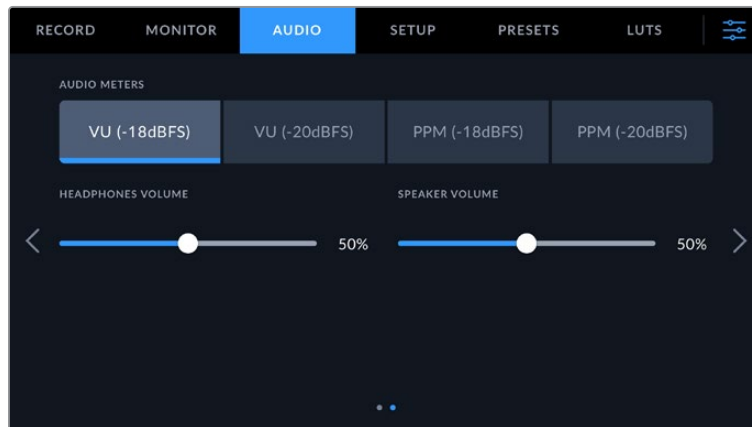 RECORD MONITOR AUDIO SETUP PRESETS LUTS
AUDIO METERS
VU (-18dBFS) VU (-20dBFS) PPM (-18dBFS) PPM (-20dBFS)
HEADPHONES VOLUME SPEAKER VOLUME
50% 50%